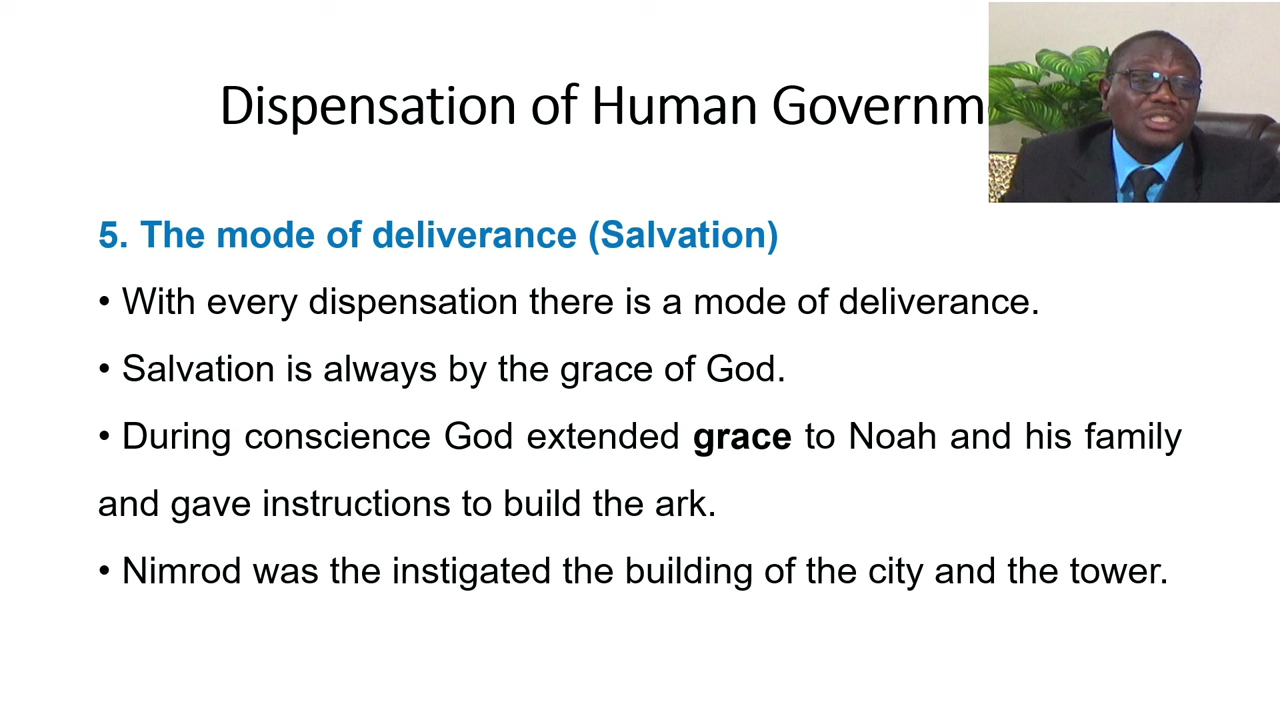 Dispensation of Human Governm
5. The mode of deliverance (Salvation)
• With every dispensation there is a mode of deliverance.
• Salvation is always by the grace of God.
• During conscience God extended grace to Noah and his family
and gave instructions to build the ark.
• Nimrod was the instigated the building of the city and the tower.